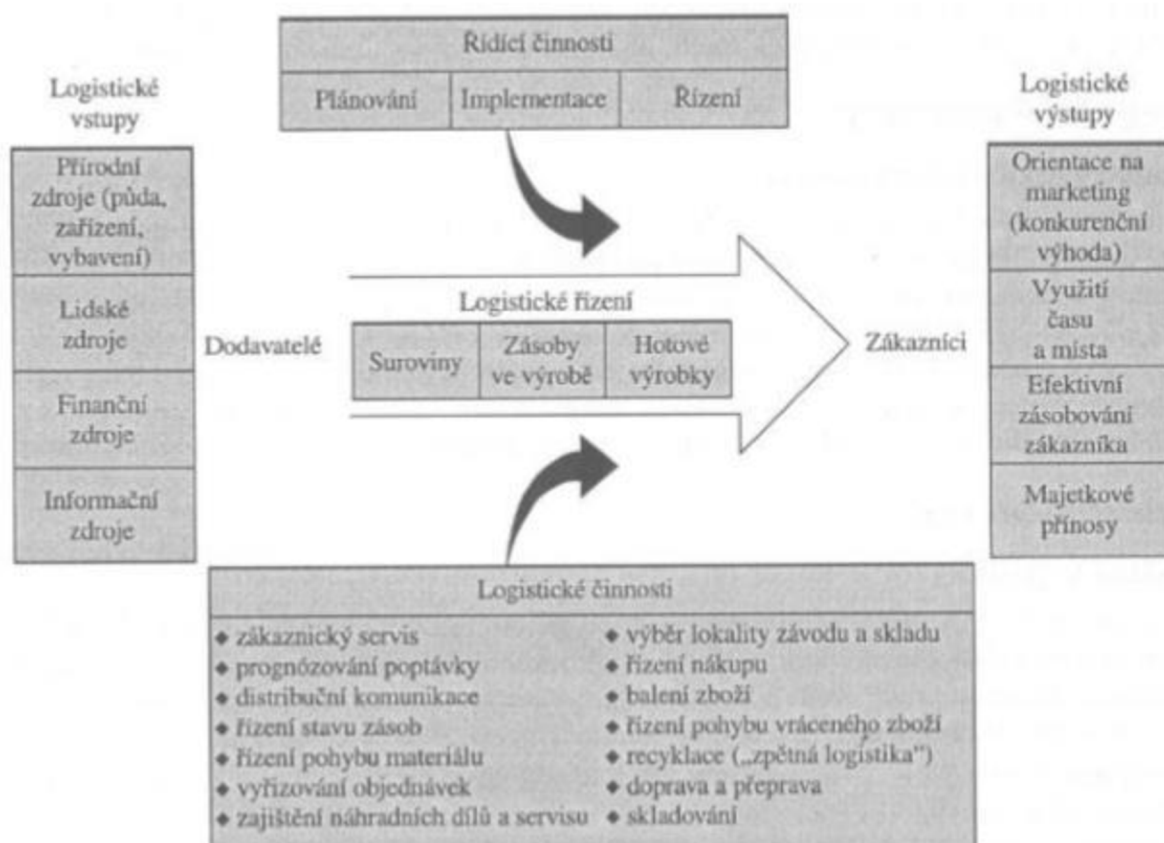 Řídící činnosti
Plánování
Implementace
Řízení
Logistické
vstupy
Přírodní
zdroje (půda,
zařízení,
vybavení)
Lidské
zdroje
Finanční
zdroje
Informační
zdroje
Dodavatelé
Logistické řízení
Suroviny
Zásoby
ve výrobě
Hotové
výrobky
Zákazníci
Logistické
výstupy
Orientace na
marketing
(konkurenční
výhoda)
Využití
času
a místa
Efektivní
zásobování
zákazníka
Majetkové
přínosy
Logistické činnosti
◆ zákaznický servis
◆ prognózování poptávky
◆ distribuční komunikace
◆ řízení stavu zásob
◆ řízení pohybu materiálu
◆ vyřizování objednávek
◆ zajištění náhradních dílů a servisu
◆ výběr lokality závodu a skladu
◆ řízení nákupu
◆ balení zboží
◆ řízení pohybu vráceného zboží
◆ recyklace („zpětná logistika“)
◆ doprava a přeprava
◆ skladování